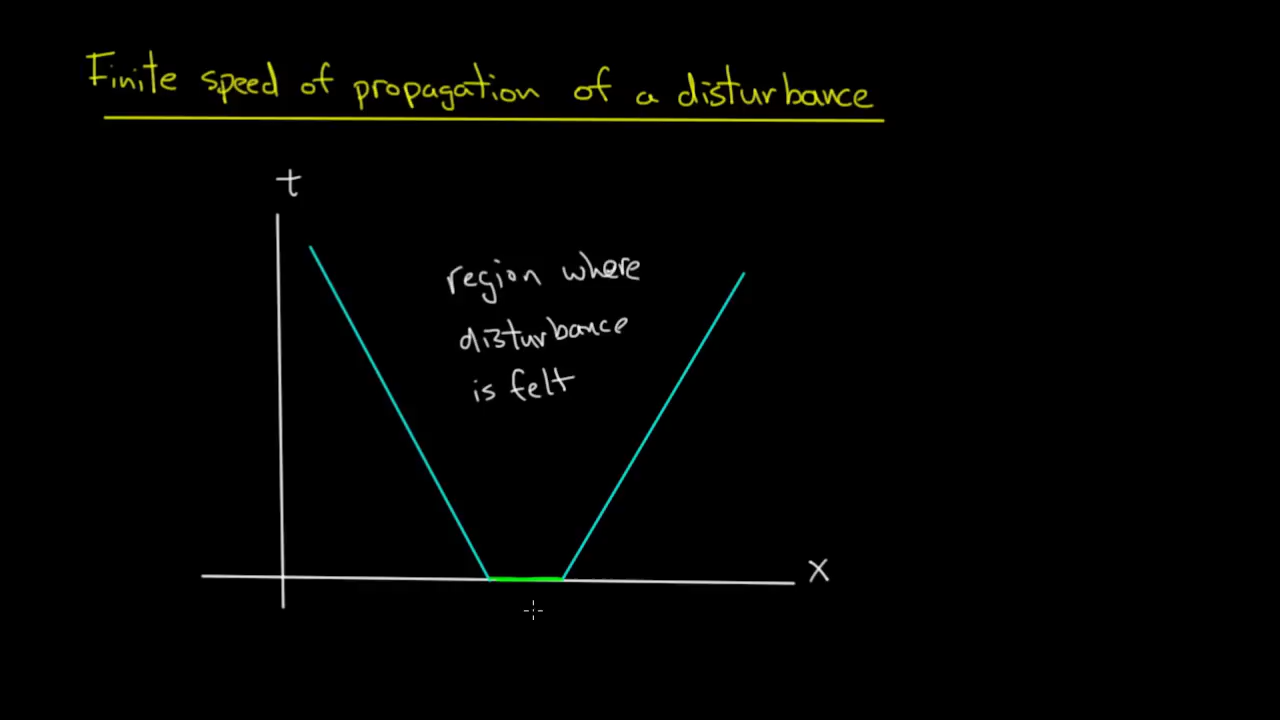 Finite speed of propagation of a disturbance
t
region where
disturbance
is felt
x